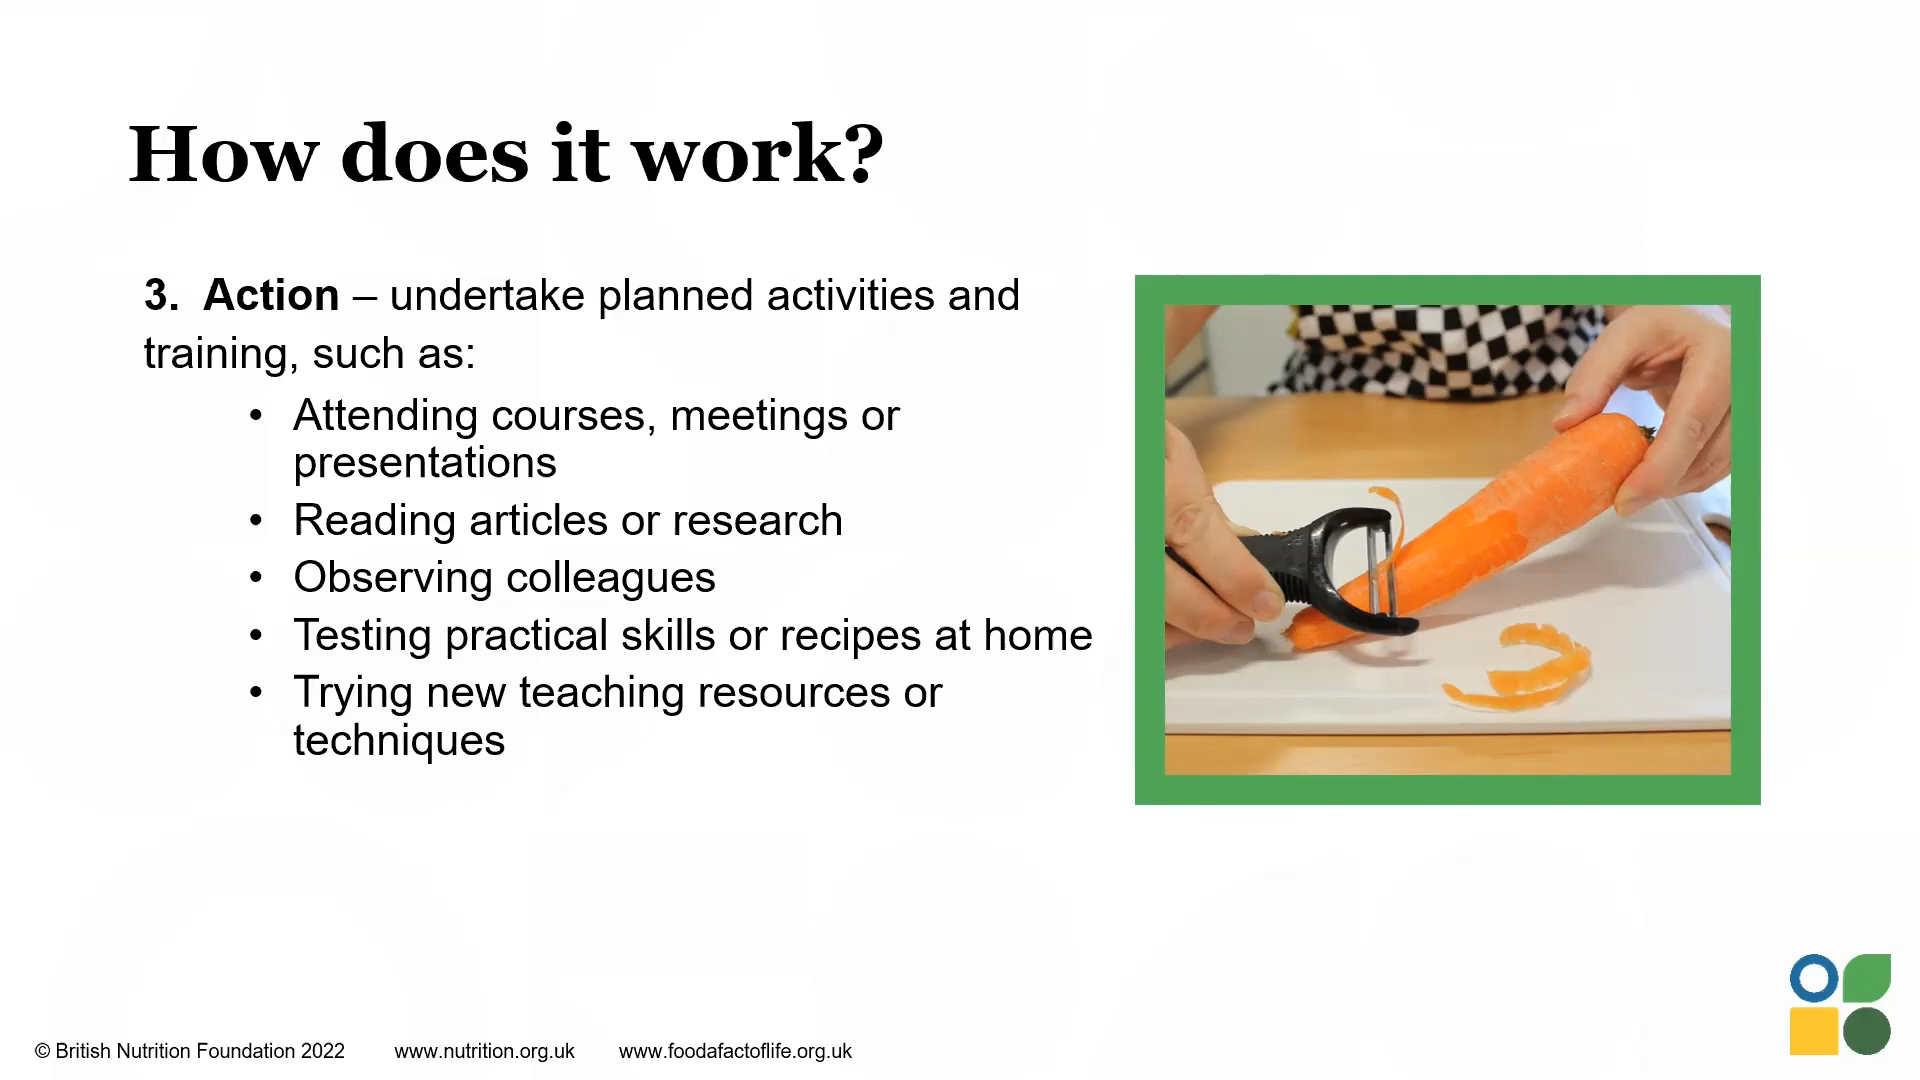 How does it work?
3. Action – undertake planned activities and
training, such as:
• Attending courses, meetings or
presentations
• Reading articles or research
• Observing colleagues
• Testing practical skills or recipes at home
• Trying new teaching resources or
techniques
© British Nutrition Foundation 2022 www.nutrition.org.uk www.foodafactoflife.org.uk